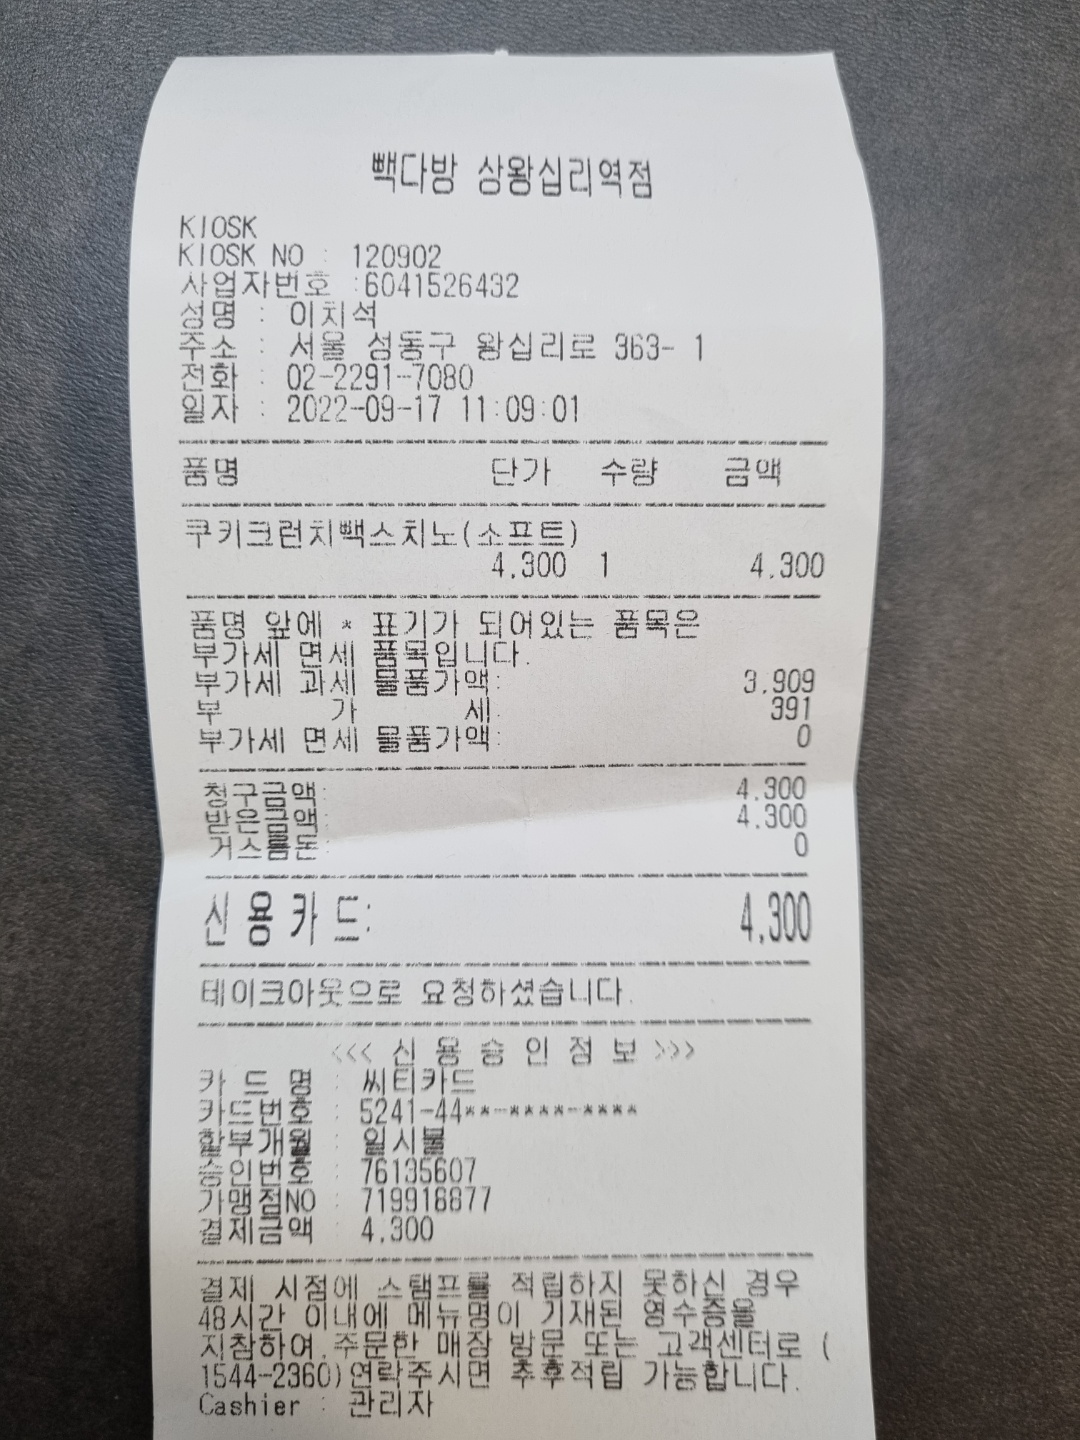 빽다방 상왕십리역점
KIOSK
KIOSK NO : 120902
사업자번호 :6041526432
성명 : 이치석
주소 : 서울 성동구 왕십리로 363- 1
전화 : 02-2291-7080
일자 : 2022-09-17 11:09:01
품명 단가 수량 금액
쿠키크런치빽스치노(소프트)
4,300 1 4,300
품명 앞에 * 표기가 되어있는 품목은
부가세 면세 품목입니다.
부가세 과세 물품가액: 3,909
부 가 세: 391
부가세 면세 물품가액: 0
청구금액: 4,300
받은금액: 4,300
거스름돈: 0
신용카드: 4,300
테이크아웃으로 요청하셨습니다.
<<< 신 용 승 인 정 보 >>>
카 드 명 : 씨티카드
카드번호 : 5241-44**-****-****
할부개월 : 일시불
승인번호 : 76135607
가맹점NO : 719918877
결제금액 : 4,300
결제 시점에 스탬프를 적립하지 못하신 경우
48시간 이내에 메뉴명이 기재된 영수증을
지참하여,주문한 매장 방문 또는 고객센터로 (
1544-2360)연락주시면 추후적립 가능합니다.
Cashier : 관리자